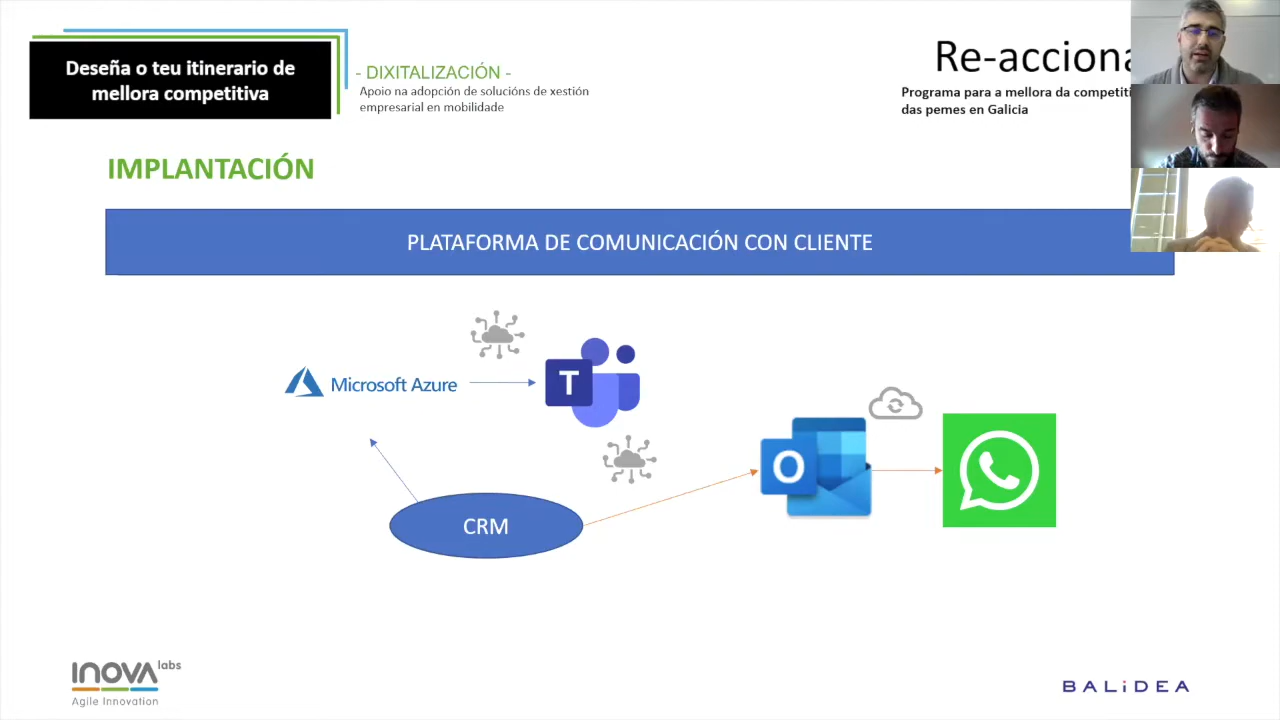 Deseña o teu itinerario de
mellora competitiva
- DIXITALIZACIÓN -
Apoio na adopción de solucións de xestión
empresarial en mobilidade
Re-acciona
Programa para a mellora da competiti
das pemes en Galicia
IMPLANTACIÓN
PLATAFORMA DE COMUNICACIÓN CON CLIENTE
Microsoft Azure
T
O
CRM
INOVA labs
Agile Innovation
BALiDEA